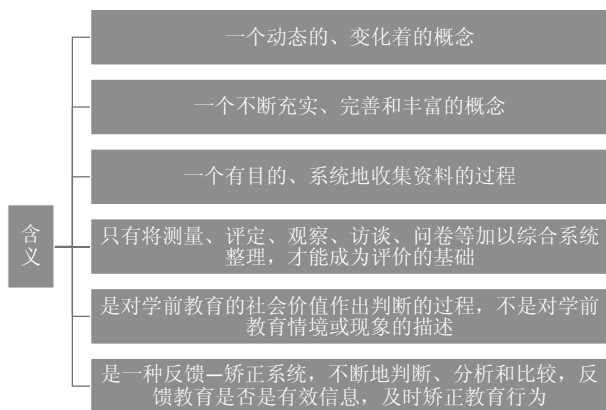 一个动态的、变化着的概念
一个不断充实、完善和丰富的概念
一个有目的、系统地收集资料的过程
含
义
只有将测量、评定、观察、访谈、问卷等加以综合系统
整理，才能成为评价的基础
是对学前教育的社会价值作出判断的过程，不是对学前
教育情境或现象的描述
是一种反馈—矫正系统，不断地判断、分析和比较，反
馈教育是否是有效信息，及时矫正教育行为